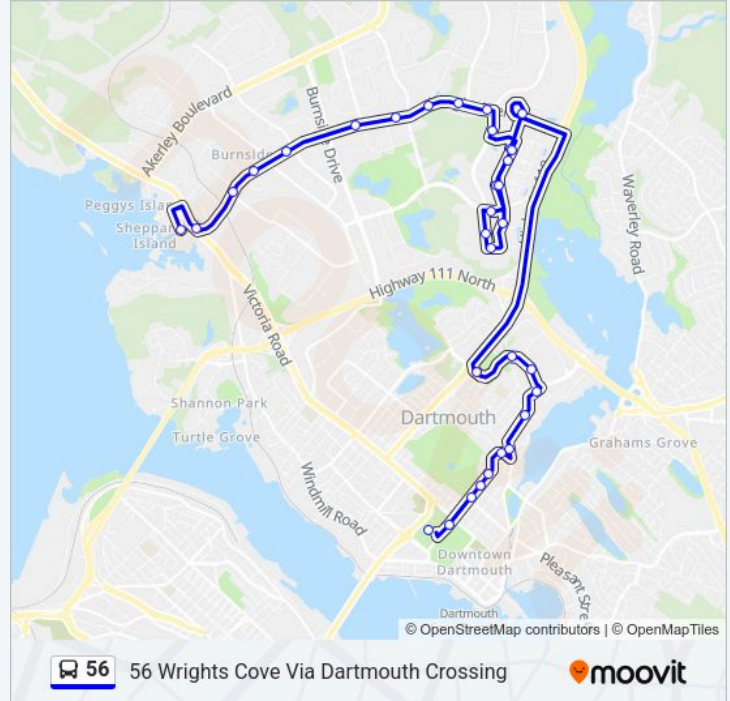 Akerley Boulevard
Burnside Drive
Burnside
Peggys Islan
Sheppar
Island
Waverley Road
Highway 111 North
Victoria Road
Shannon Park
Turtle Grove
Dartmouth
Grahams Grove
Windmill Road
Downtown
Dartmouth
Pleasant Stre
Dartmouth
© OpenStreetMap contributors | © OpenMapTiles
56 56 Wrights Cove Via Dartmouth Crossing moovit